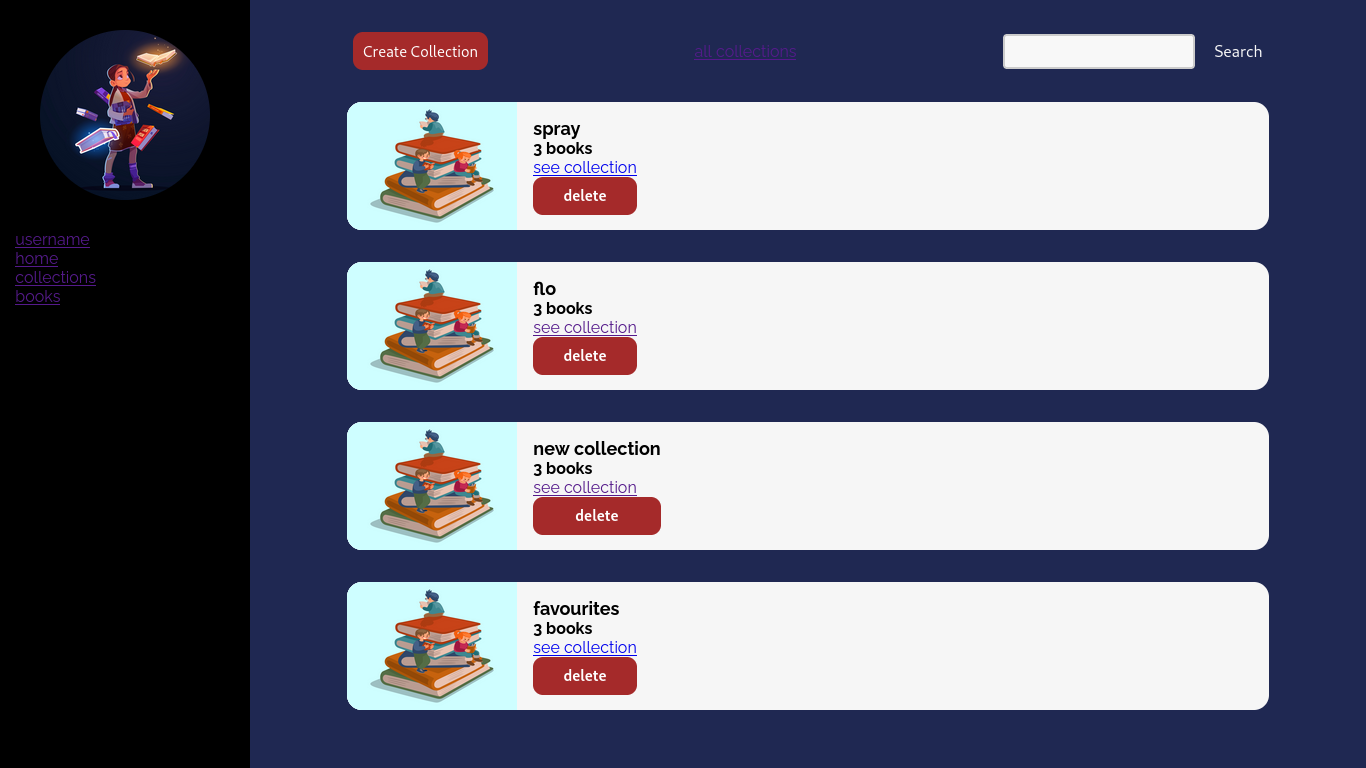 Create Collection
all collections
Search
username
home
collections
books
spray
3 books
see collection
delete
flo
3 books
see collection
delete
new collection
3 books
see collection
delete
favourites
3 books
see collection
delete